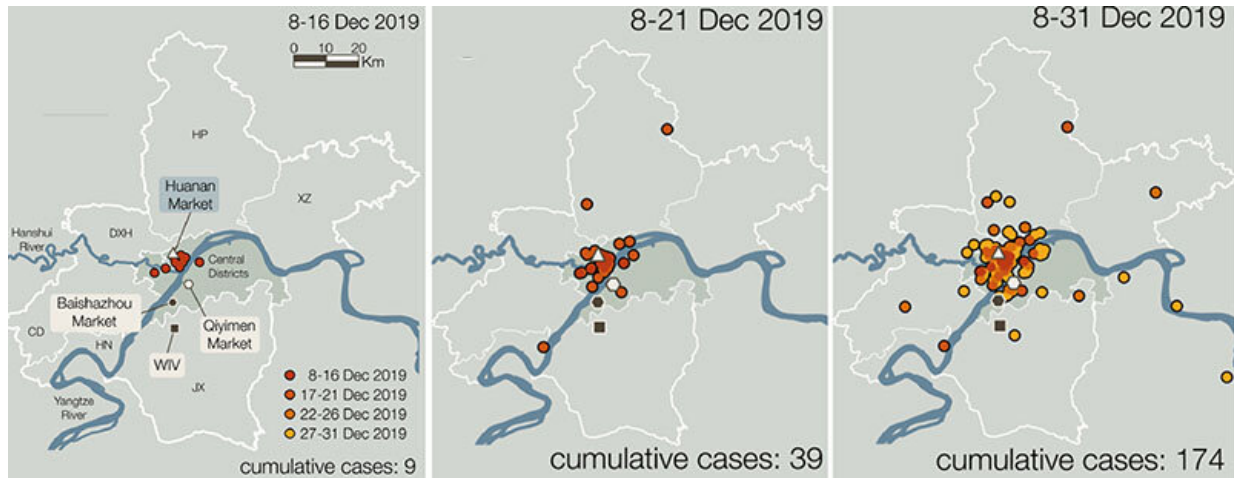 8-16 Dec 2019
0 10 20
Km
HP
Huanan
Market
XZ
DXH
Hanshui
River
Central
Districts
Baishazhou
Market
Qiyimen
Market
CD
HN
WIV
JX
Yangtze
River
8-16 Dec 2019
17-21 Dec 2019
22-26 Dec 2019
27-31 Dec 2019
cumulative cases: 9
8-21 Dec 2019
cumulative cases: 39
8-31 Dec 2019
cumulative cases: 174